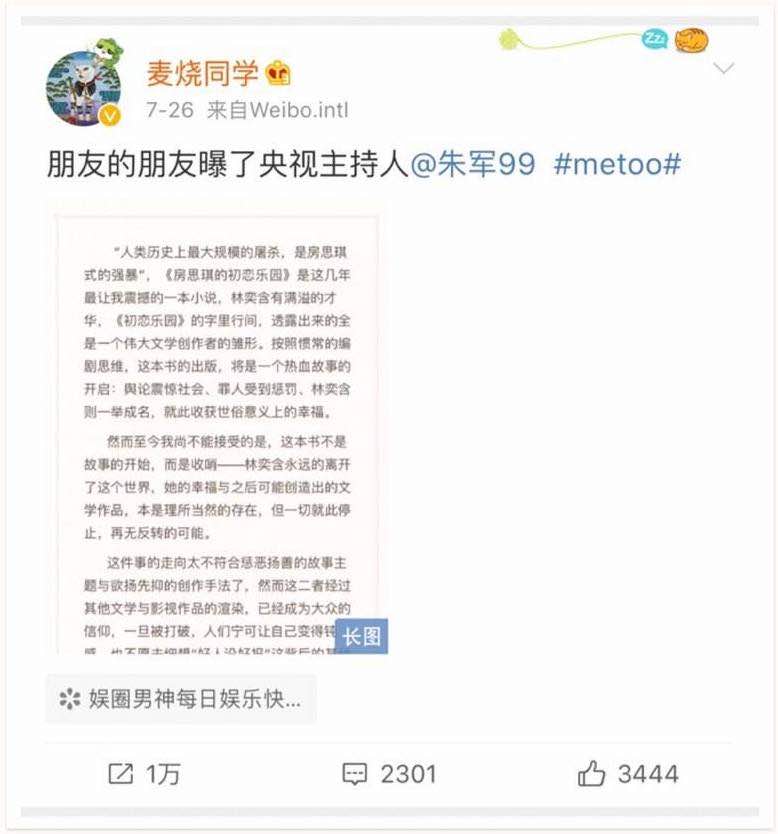 Zzz
麦烧同学
V
7-26 来自Weibo.intl
朋友的朋友曝了央视主持人@朱军99 #metoo#
“人类历史上最大规模的屠杀，是房思琪
式的强暴”，《房思琪的初恋乐园》是这几年
最让我震撼的一本小说，林奕含有满溢的才
华，《初恋乐园》的字里行间，透露出来的全
是一个伟大文学创作者的雏形。按照惯常的编
剧思维，这本书的出版，将是一个热血故事的
开启：舆论震惊社会、罪人受到惩罚、林奕含
则一举成名，就此收获世俗意义上的幸福。
然而至今我尚不能接受的是，这本书不是
故事的开始，而是收哨——林奕含永远的离开
了这个世界，她的幸福与之后可能创造出的文
学作品，本是理所当然的存在，但一切就此停
止，再无反转的可能。
这件事的走向太不符合惩恶扬善的故事主
题与欲扬先抑的创作手法了，然而这二者经过
其他文学与影视作品的渲染，已经成为大众的
信仰，一旦被打破，人们宁可让自己变得钝
感，也不愿去细想“好人没好报”这背后的
长图
娱圈男神每日娱乐快...
1万
2301
3444